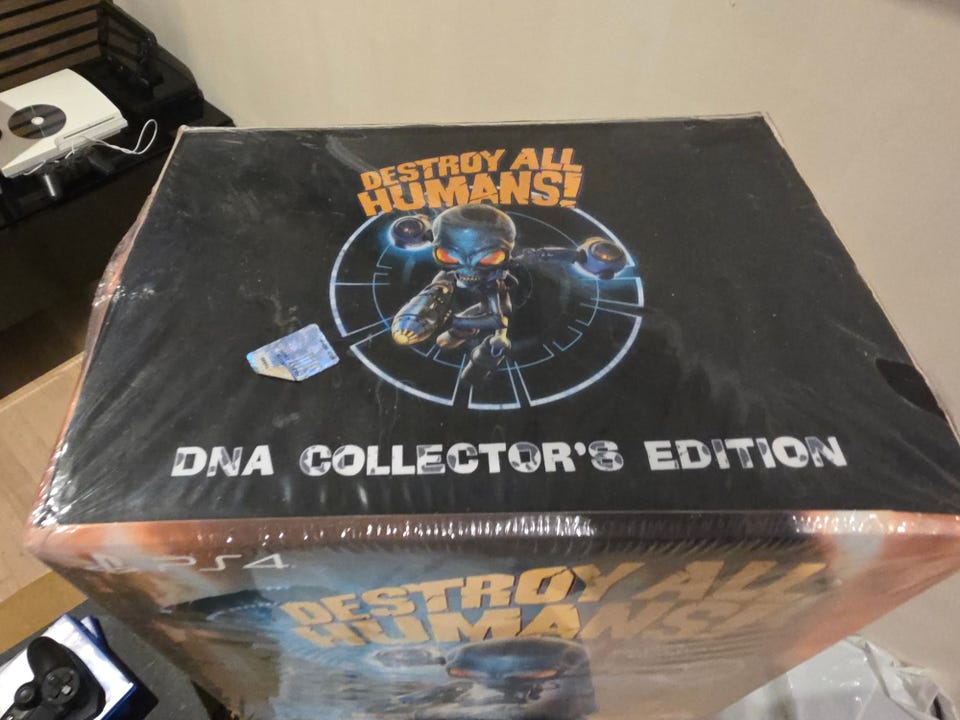 DESTROY ALL
HUMANS!
DNA COLLECTOR'S EDITION
PS4
DESTROY ALL
HUMANS!